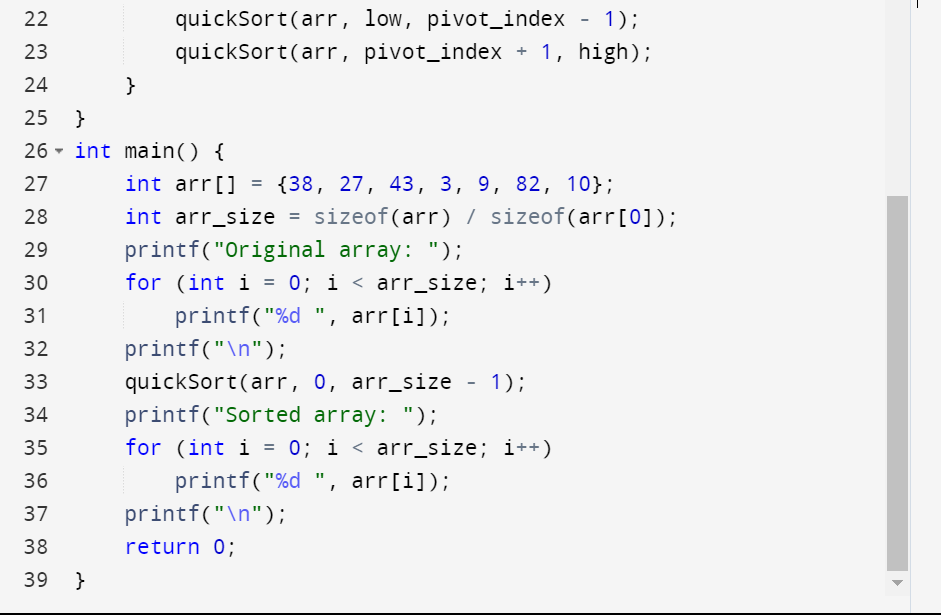 22         quickSort(arr, low, pivot_index - 1);
23         quickSort(arr, pivot_index + 1, high);
24     }
25 }
26 int main() {
27     int arr[] = {38, 27, 43, 3, 9, 82, 10};
28     int arr_size = sizeof(arr) / sizeof(arr[0]);
29     printf("Original array: ");
30     for (int i = 0; i < arr_size; i++)
31         printf("%d ", arr[i]);
32     printf("\n");
33     quickSort(arr, 0, arr_size - 1);
34     printf("Sorted array: ");
35     for (int i = 0; i < arr_size; i++)
36         printf("%d ", arr[i]);
37     printf("\n");
38     return 0;
39 }